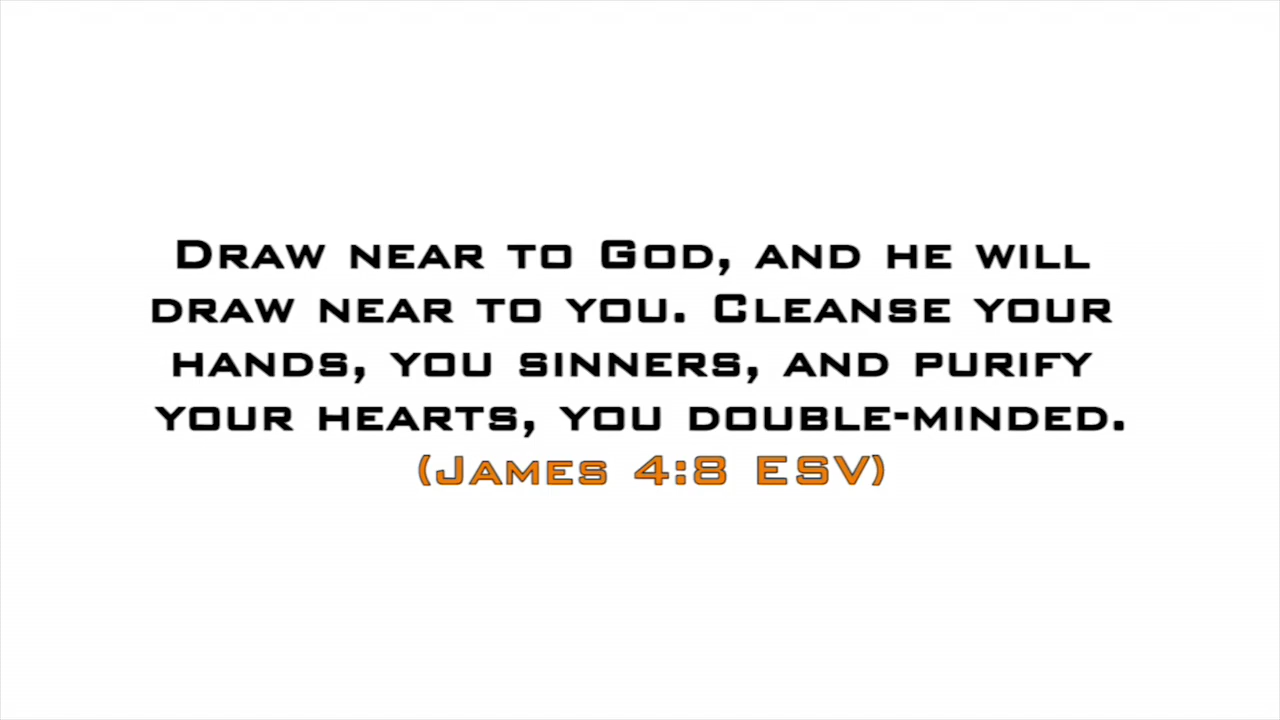 Draw near to God, and he will
draw near to you. Cleanse your
hands, you sinners, and purify
your hearts, you double-minded.
(James 4:8 ESV)